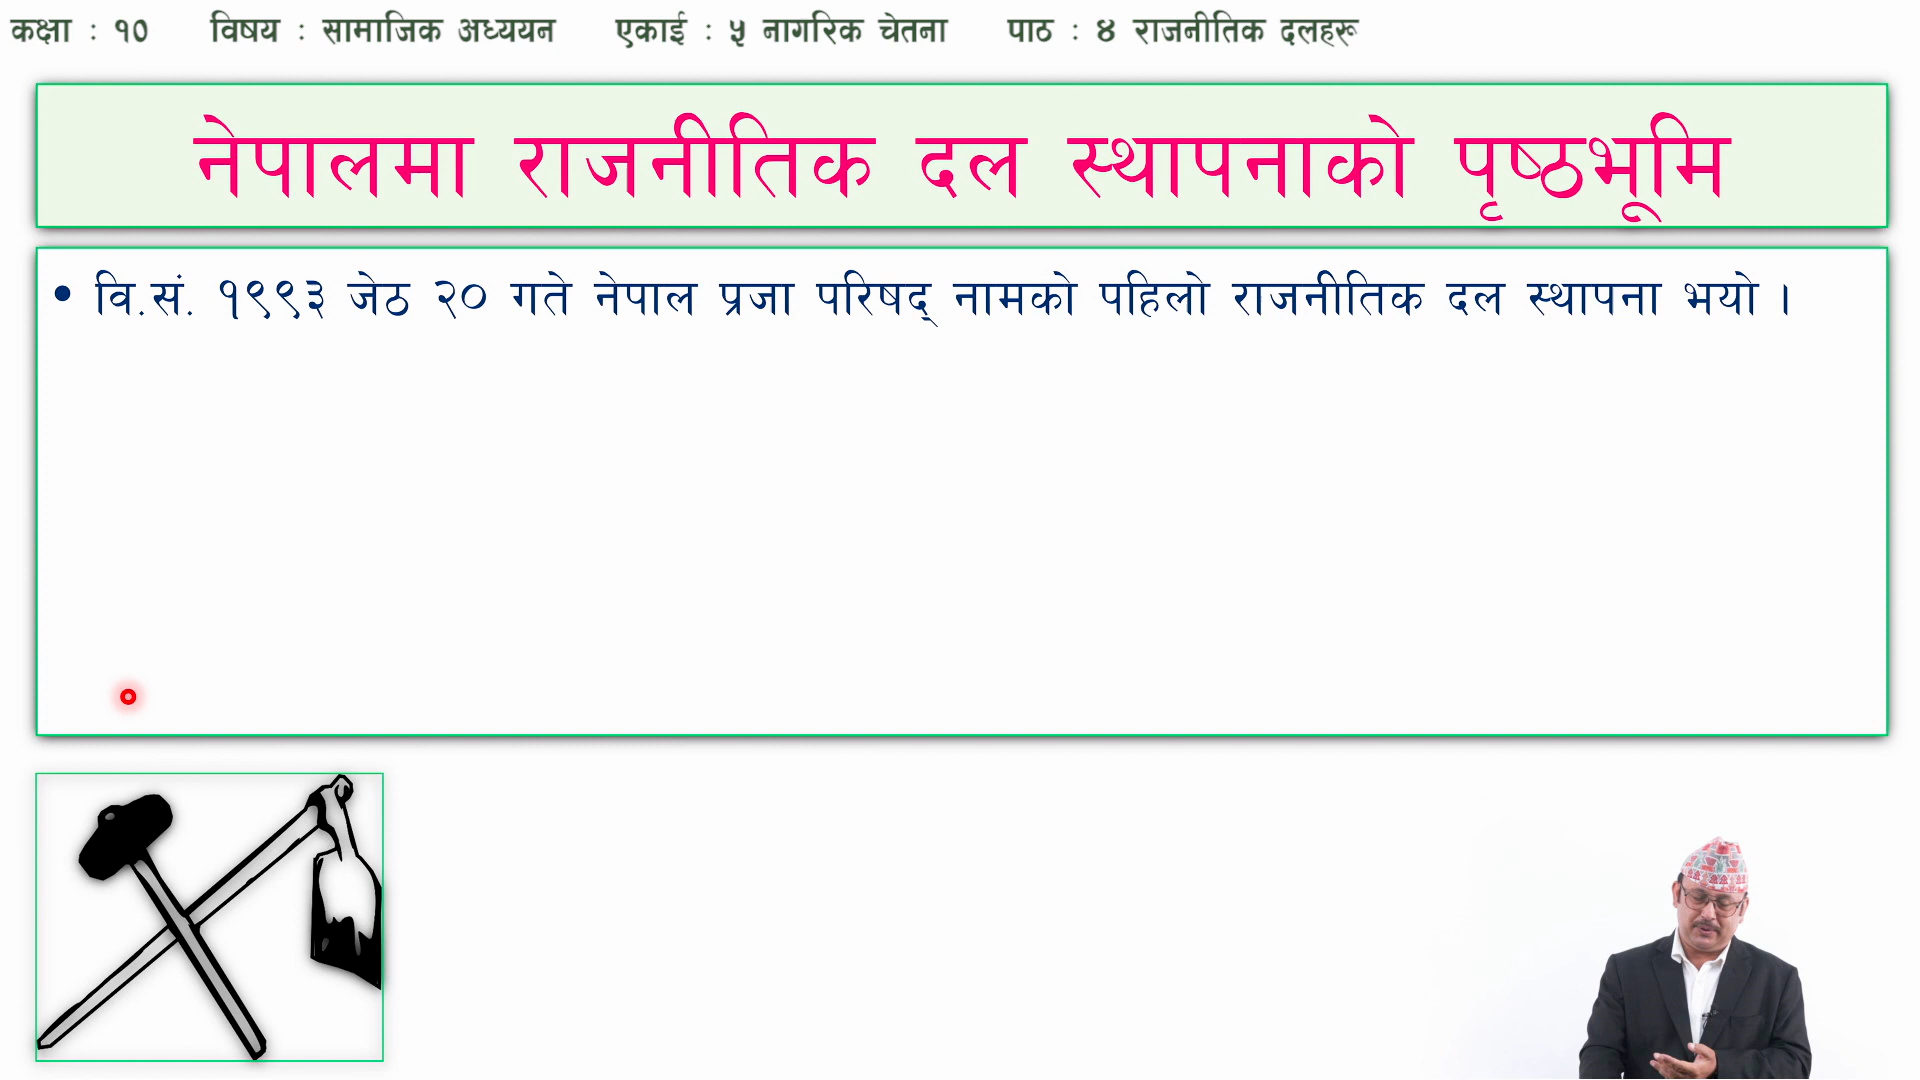 कक्षा : १० विषय : सामाजिक अध्ययन एकाई : ५ नागरिक चेतना पाठ : ४ राजनीतिक दलहरू
नेपालमा राजनीतिक दल स्थापनाको पृष्ठभूमि
• वि.सं. १९९३ जेठ २० गते नेपाल प्रजा परिषद् नामको पहिलो राजनीतिक दल स्थापना भयो ।